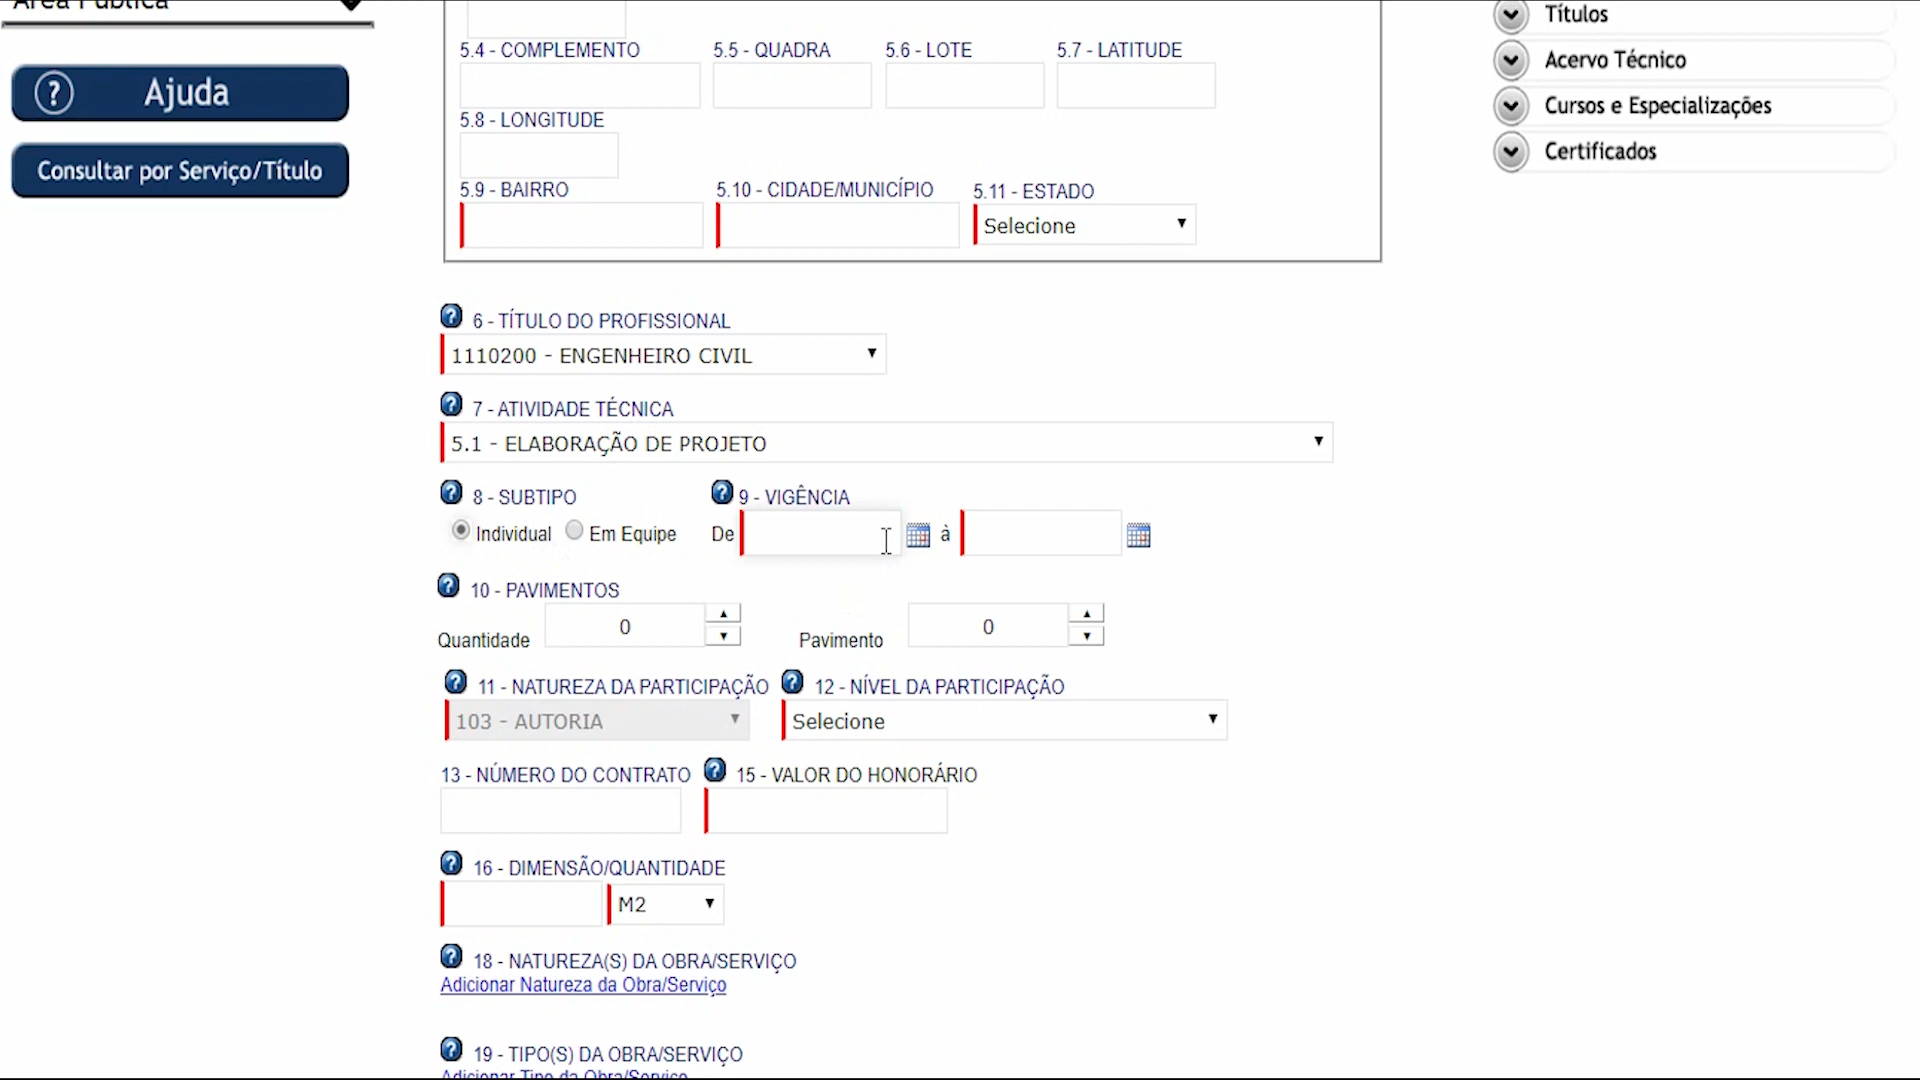 Área Pública
? Ajuda
Consultar por Serviço/Título
5.4 - COMPLEMENTO 5.5 - QUADRA 5.6 - LOTE 5.7 - LATITUDE
5.8 - LONGITUDE
5.9 - BAIRRO 5.10 - CIDADE/MUNICÍPIO 5.11 - ESTADO
Selecione
? 6 - TÍTULO DO PROFISSIONAL
1110200 - ENGENHEIRO CIVIL
? 7 - ATIVIDADE TÉCNICA
5.1 - ELABORAÇÃO DE PROJETO
? 8 - SUBTIPO ? 9 - VIGÊNCIA
Individual Em Equipe De à
? 10 - PAVIMENTOS
Quantidade 0 Pavimento 0
? 11 - NATUREZA DA PARTICIPAÇÃO ? 12 - NÍVEL DA PARTICIPAÇÃO
103 - AUTORIA Selecione
13 - NÚMERO DO CONTRATO ? 15 - VALOR DO HONORÁRIO
? 16 - DIMENSÃO/QUANTIDADE
M2
? 18 - NATUREZA(S) DA OBRA/SERVIÇO
Adicionar Natureza da Obra/Serviço
? 19 - TIPO(S) DA OBRA/SERVIÇO
Adicionar Tipo da Obra/Serviço
Títulos
Acervo Técnico
Cursos e Especializações
Certificados